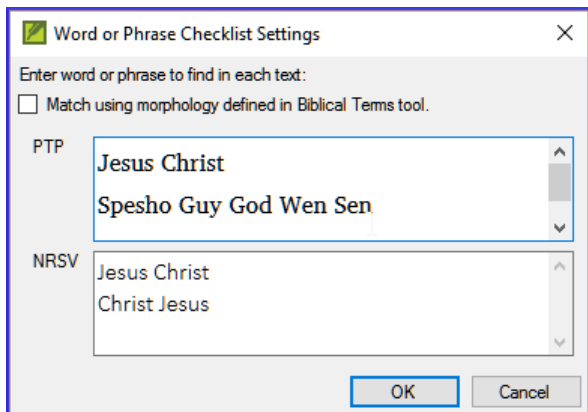 Word or Phrase Checklist Settings
Enter word or phrase to find in each text:
Match using morphology defined in Biblical Terms tool.
PTP
Jesus Christ
Spesho Guy God Wen Sen
NRSV
Jesus Christ
Christ Jesus
OK
Cancel